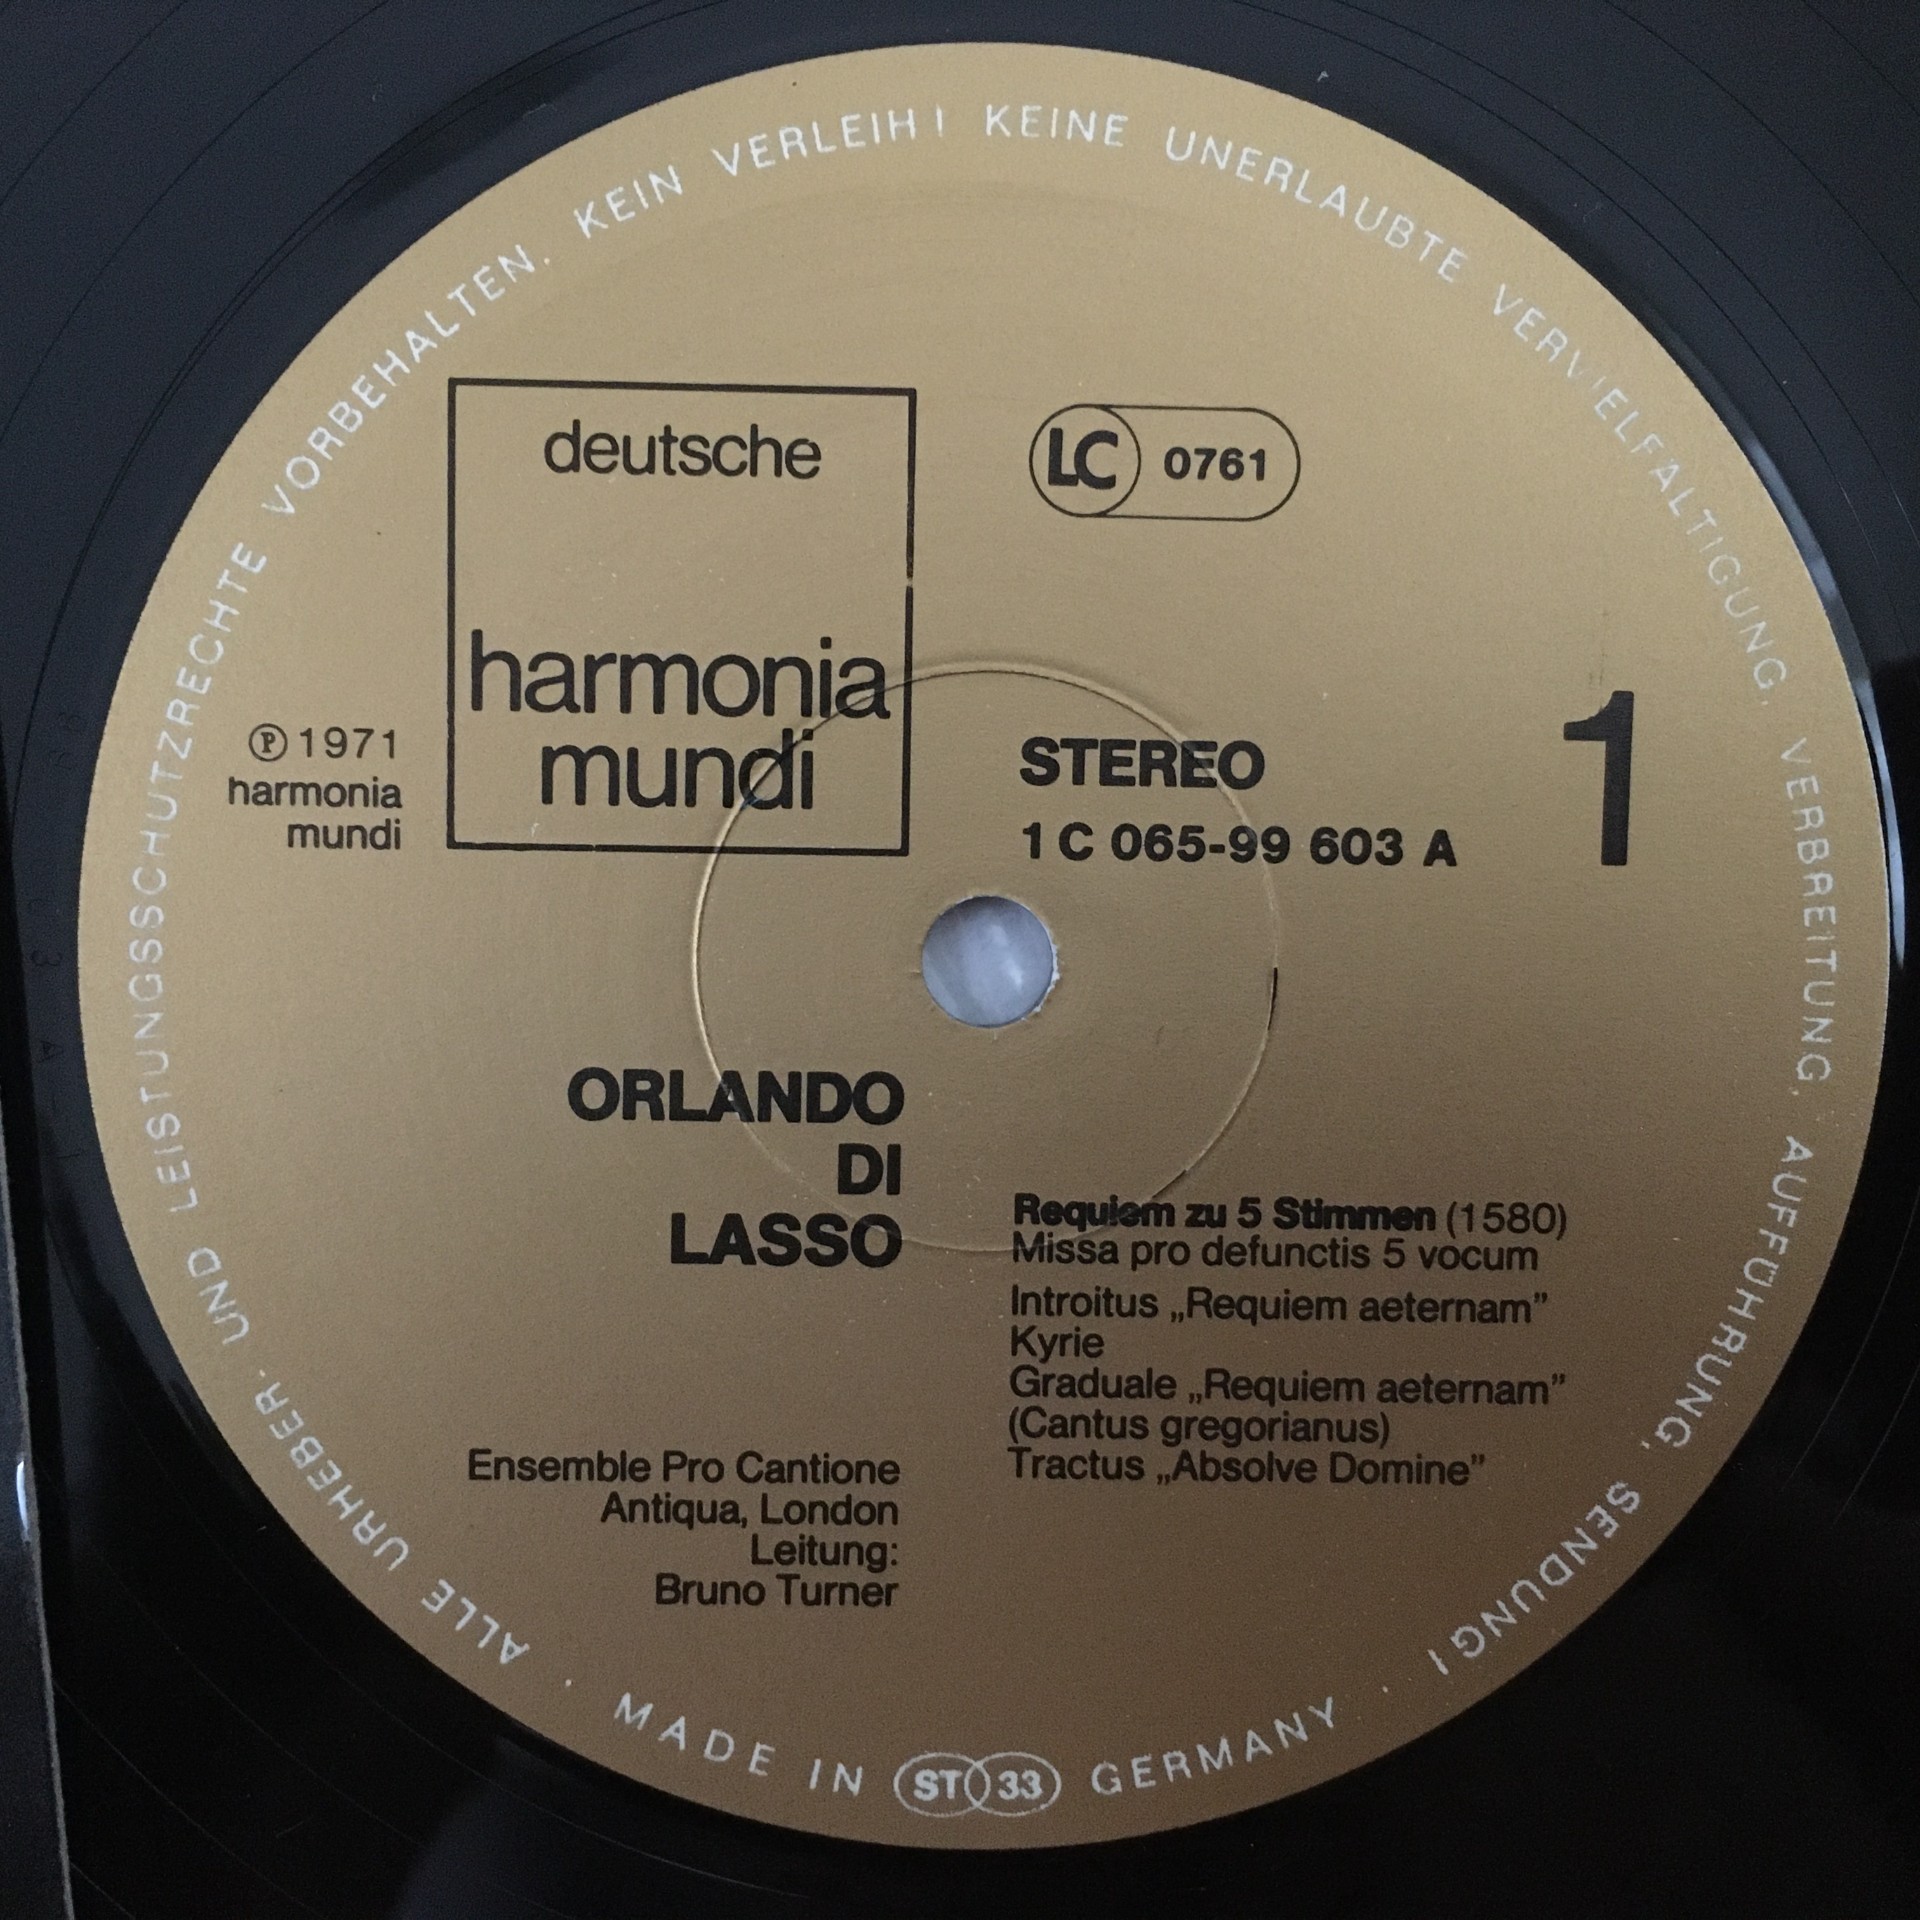 ALLE URHEBER- UND LEISTUNGSSCHUTZRECHTE VORBEHALTEN. KEIN VERLEIH! KEINE UNERLAUBTE VERVIELFÄLTIGUNG, VERBREITUNG, AUFFÜHRUNG, SENDUNG!
deutsche
harmonia
mundi
LC 0761
℗ 1971
harmonia
mundi
STEREO
1 C 065-99 603 A
1
ORLANDO
DI
LASSO
Ensemble Pro Cantione
Antiqua, London
Leitung:
Bruno Turner
Requiem zu 5 Stimmen (1580)
Missa pro defunctis 5 vocum
Introitus „Requiem aeternam”
Kyrie
Graduale „Requiem aeternam”
(Cantus gregorianus)
Tractus „Absolve Domine”
MADE IN ST 33 GERMANY